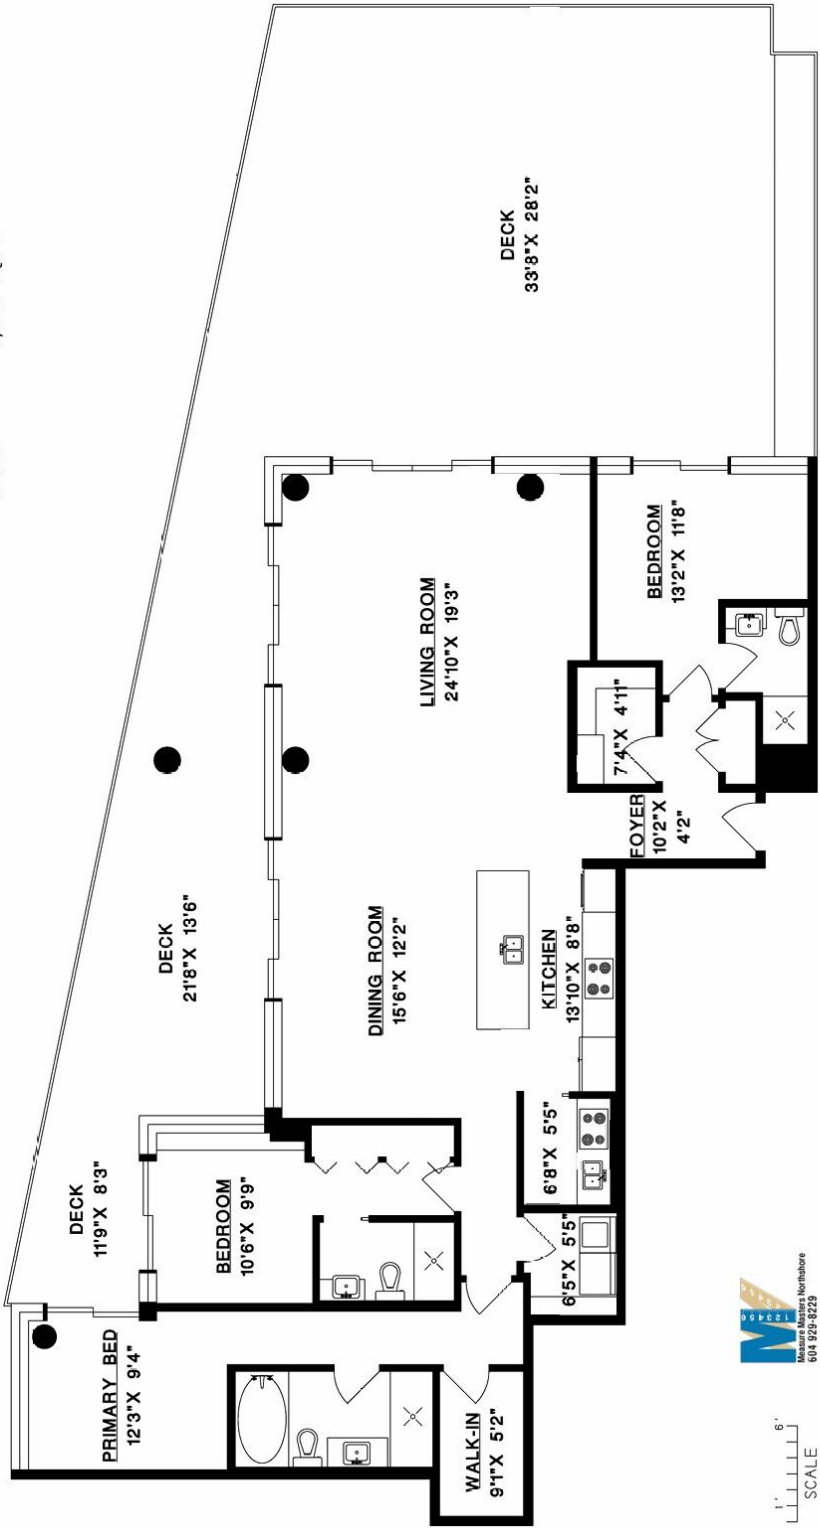 DECK
33'8"X 28'2"
BEDROOM
13'2"X 11'8"
LIVING ROOM
24'10"X 19'3"
7'4"X 4'11"
FOYER
10'2"X
4'2"
DECK
21'8"X 13'6"
DINING ROOM
15'6"X 12'2"
KITCHEN
13'10"X 8'8"
6'8"X 5'5"
DECK
11'9"X 8'3"
BEDROOM
10'6"X 9'9"
6'5"X 5'5"
PRIMARY BED
12'3"X 9'4"
WALK-IN
9'1"X 5'2"
M
123456
Measure Masters Northshore
604 929-8229
1' 6'
SCALE